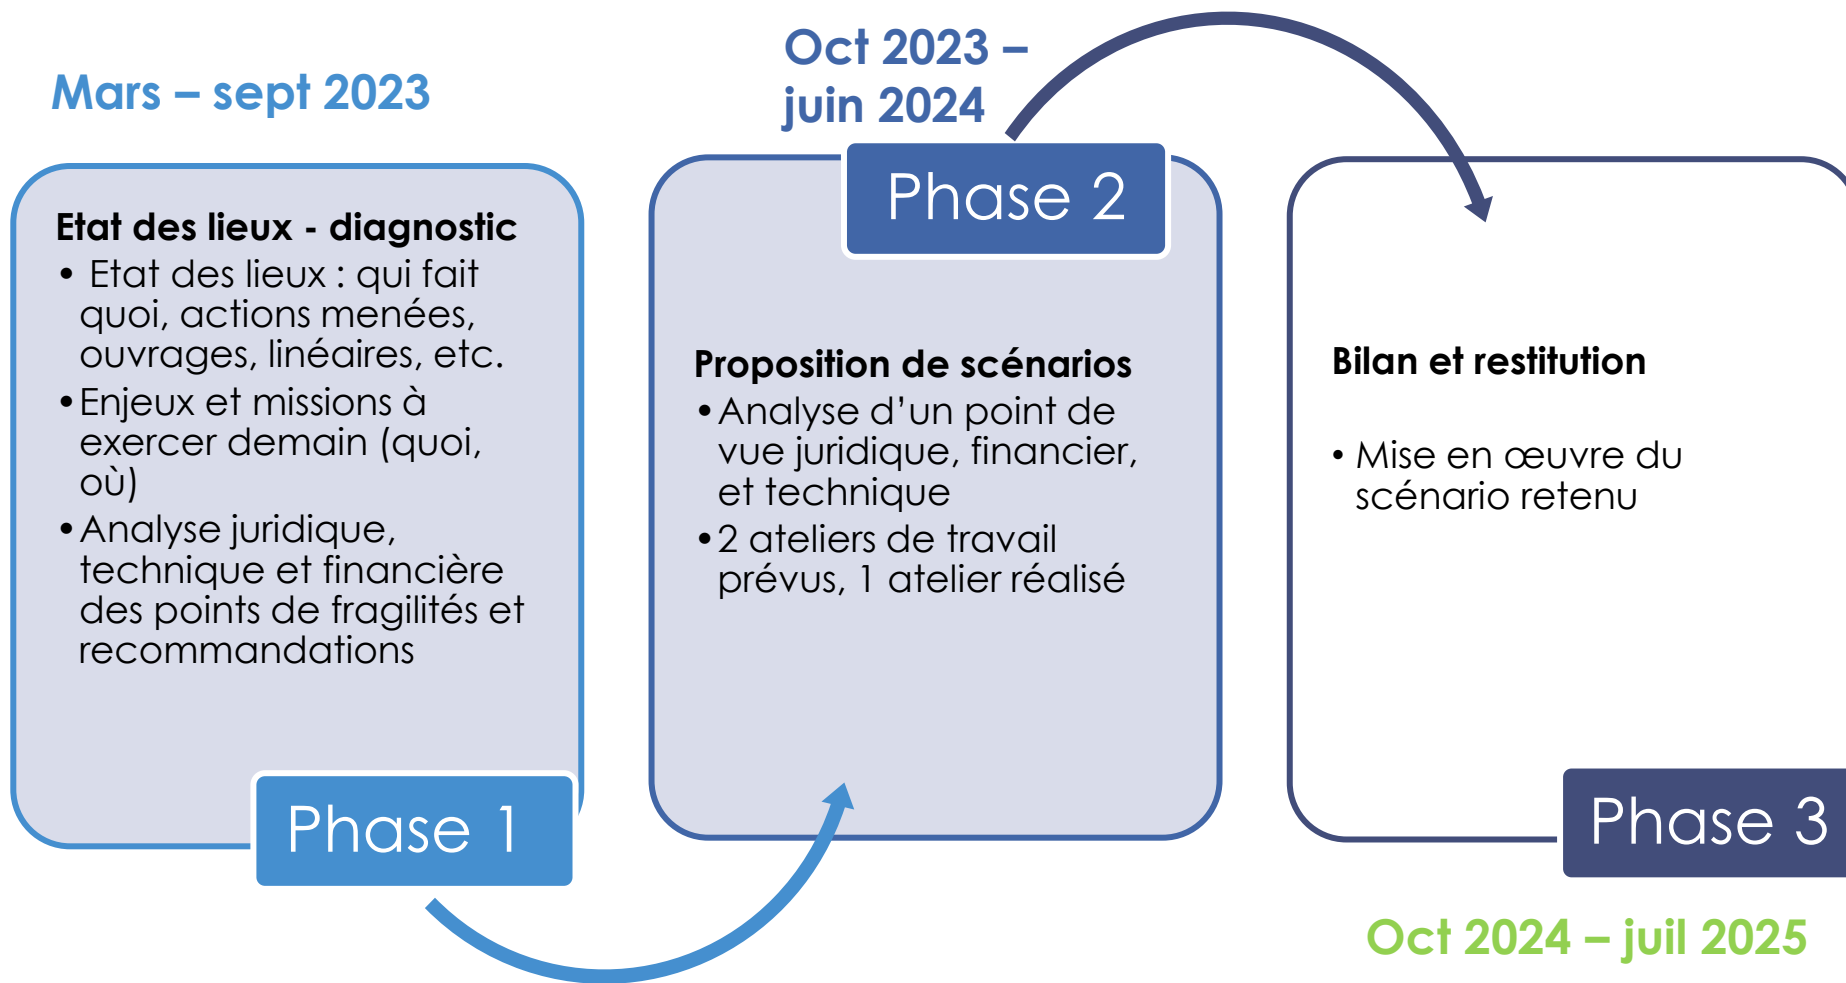 Mars – sept 2023
Etat des lieux - diagnostic
• Etat des lieux : qui fait
quoi, actions menées,
ouvrages, linéaires, etc.
•Enjeux et missions à
exercer demain (quoi,
où)
•Analyse juridique,
technique et financière
des points de fragilités et
recommandations
Phase 1
Oct 2023 –
juin 2024
Phase 2
Proposition de scénarios
•Analyse d’un point de
vue juridique, financier,
et technique
•2 ateliers de travail
prévus, 1 atelier réalisé
Bilan et restitution
• Mise en œuvre du
scénario retenu
Phase 3
Oct 2024 – juil 2025